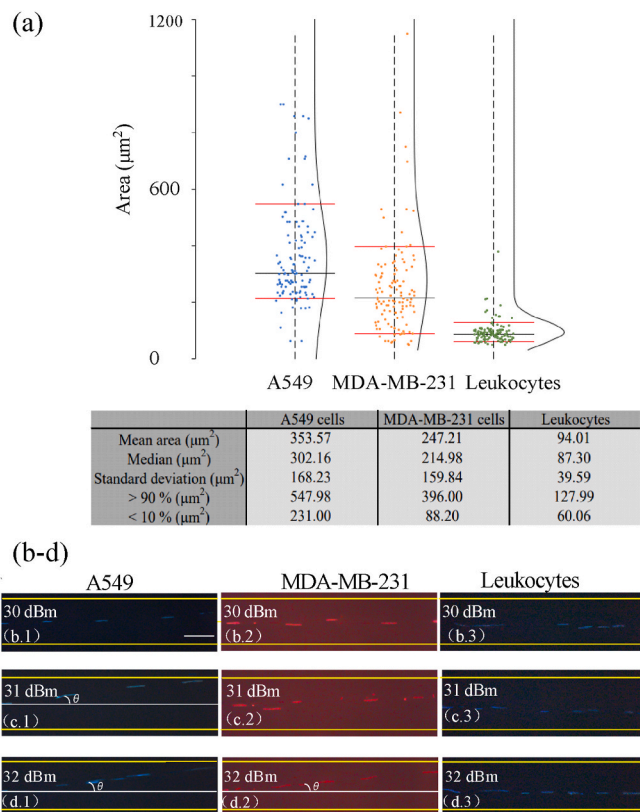 (a)
1200
600
0
Area (μm²)
A549 MDA-MB-231 Leukocytes
A549 cells MDA-MB-231 cells Leukocytes
Mean area (μm²) 353.57 247.21 94.01
Median (μm²) 302.16 214.98 87.30
Standard deviation (μm²) 168.23 159.84 39.59
> 90 % (μm²) 547.98 396.00 127.99
< 10 % (μm²) 231.00 88.20 60.06
(b-d)
A549 MDA-MB-231 Leukocytes
30 dBm 30 dBm 30 dBm
(b.1) (b.2) (b.3)
31 dBm 31 dBm 31 dBm
θ
(c.1) (c.2) (c.3)
32 dBm 32 dBm 32 dBm
θ θ
(d.1) (d.2) (d.3)